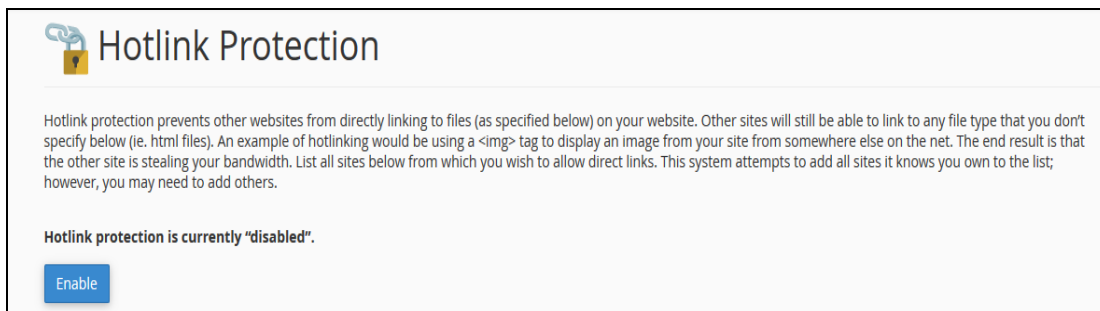 Hotlink Protection
Hotlink protection prevents other websites from directly linking to files (as specified below) on your website. Other sites will still be able to link to any file type that you don't
specify below (ie. html files). An example of hotlinking would be using a <img> tag to display an image from your site from somewhere else on the net. The end result is that
the other site is stealing your bandwidth. List all sites below from which you wish to allow direct links. This system attempts to add all sites it knows you own to the list;
however, you may need to add others.
Hotlink protection is currently “disabled”.
Enable